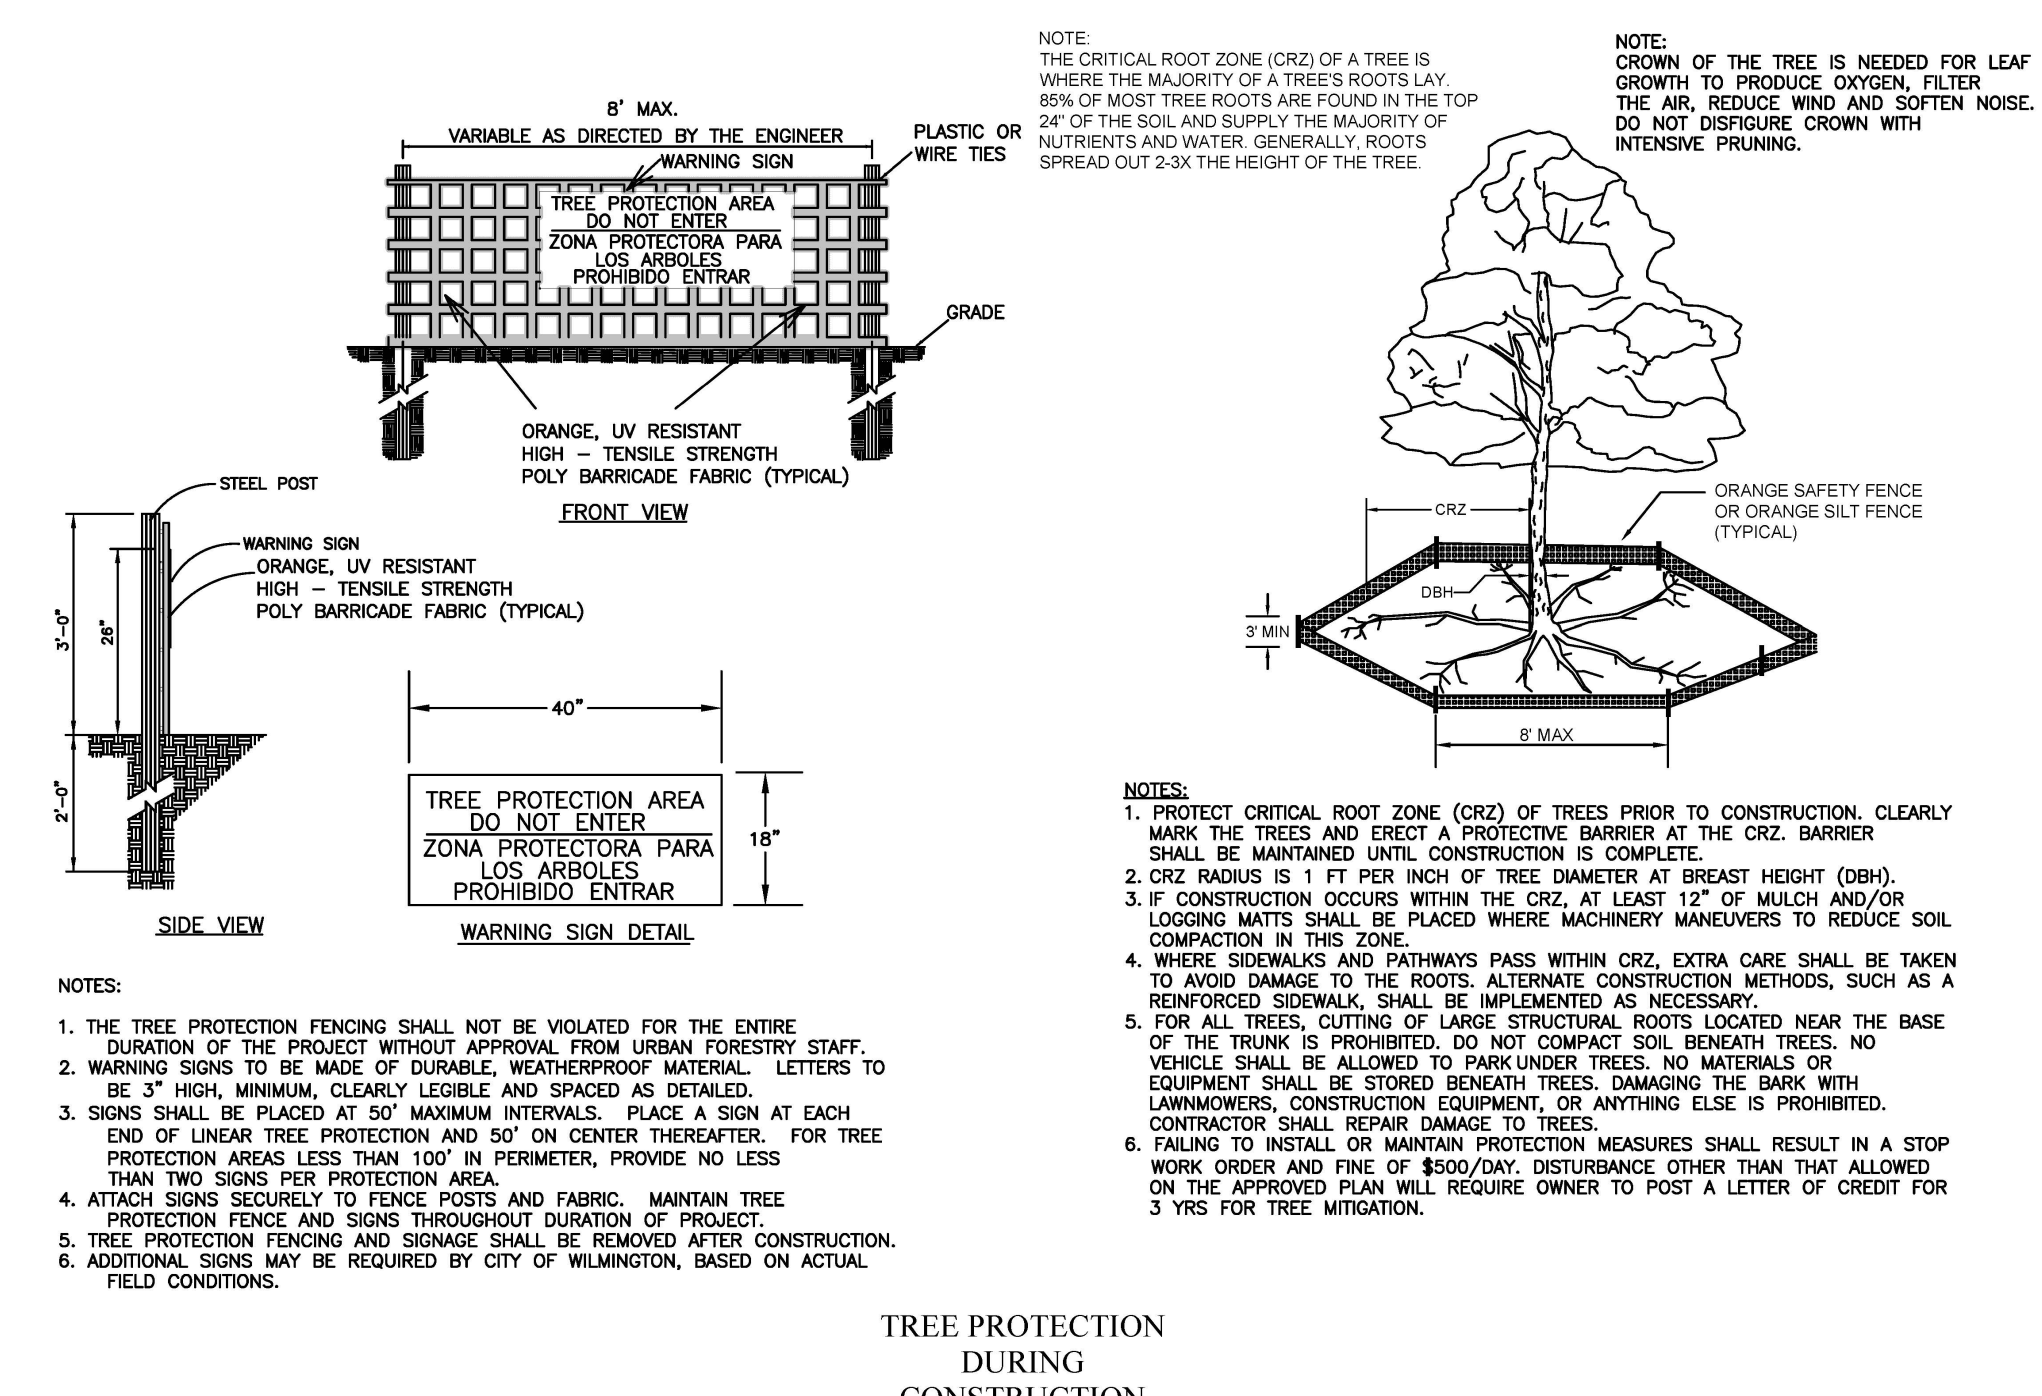 NOTE:
THE CRITICAL ROOT ZONE (CRZ) OF A TREE IS
WHERE THE MAJORITY OF A TREE'S ROOTS LAY.
85% OF MOST TREE ROOTS ARE FOUND IN THE TOP
24" OF THE SOIL AND SUPPLY THE MAJORITY OF
NUTRIENTS AND WATER. GENERALLY, ROOTS
SPREAD OUT 2-3X THE HEIGHT OF THE TREE.
NOTE:
CROWN OF THE TREE IS NEEDED FOR LEAF
GROWTH TO PRODUCE OXYGEN, FILTER
THE AIR, REDUCE WIND AND SOFTEN NOISE.
DO NOT DISFIGURE CROWN WITH
INTENSIVE PRUNING.
8' MAX.
VARIABLE AS DIRECTED BY THE ENGINEER
WARNING SIGN
PLASTIC OR
WIRE TIES
TREE PROTECTION AREA
DO NOT ENTER
ZONA PROTECTORA PARA
LOS ARBOLES
PROHIBIDO ENTRAR
GRADE
ORANGE, UV RESISTANT
HIGH – TENSILE STRENGTH
POLY BARRICADE FABRIC (TYPICAL)
FRONT VIEW
STEEL POST
WARNING SIGN
ORANGE, UV RESISTANT
HIGH – TENSILE STRENGTH
POLY BARRICADE FABRIC (TYPICAL)
3'-0"
26"
2'-0"
SIDE VIEW
40"
18"
TREE PROTECTION AREA
DO NOT ENTER
ZONA PROTECTORA PARA
LOS ARBOLES
PROHIBIDO ENTRAR
WARNING SIGN DETAIL
CRZ
ORANGE SAFETY FENCE
OR ORANGE SILT FENCE
(TYPICAL)
DBH
3' MIN
8' MAX
NOTES:
1. THE TREE PROTECTION FENCING SHALL NOT BE VIOLATED FOR THE ENTIRE
DURATION OF THE PROJECT WITHOUT APPROVAL FROM URBAN FORESTRY STAFF.
2. WARNING SIGNS TO BE MADE OF DURABLE, WEATHERPROOF MATERIAL. LETTERS TO
BE 3" HIGH, MINIMUM, CLEARLY LEGIBLE AND SPACED AS DETAILED.
3. SIGNS SHALL BE PLACED AT 50' MAXIMUM INTERVALS. PLACE A SIGN AT EACH
END OF LINEAR TREE PROTECTION AND 50' ON CENTER THEREAFTER. FOR TREE
PROTECTION AREAS LESS THAN 100' IN PERIMETER, PROVIDE NO LESS
THAN TWO SIGNS PER PROTECTION AREA.
4. ATTACH SIGNS SECURELY TO FENCE POSTS AND FABRIC. MAINTAIN TREE
PROTECTION FENCE AND SIGNS THROUGHOUT DURATION OF PROJECT.
5. TREE PROTECTION FENCING AND SIGNAGE SHALL BE REMOVED AFTER CONSTRUCTION.
6. ADDITIONAL SIGNS MAY BE REQUIRED BY CITY OF WILMINGTON, BASED ON ACTUAL
FIELD CONDITIONS.
NOTES:
1. PROTECT CRITICAL ROOT ZONE (CRZ) OF TREES PRIOR TO CONSTRUCTION. CLEARLY
MARK THE TREES AND ERECT A PROTECTIVE BARRIER AT THE CRZ. BARRIER
SHALL BE MAINTAINED UNTIL CONSTRUCTION IS COMPLETE.
2. CRZ RADIUS IS 1 FT PER INCH OF TREE DIAMETER AT BREAST HEIGHT (DBH).
3. IF CONSTRUCTION OCCURS WITHIN THE CRZ, AT LEAST 12" OF MULCH AND/OR
LOGGING MATTS SHALL BE PLACED WHERE MACHINERY MANEUVERS TO REDUCE SOIL
COMPACTION IN THIS ZONE.
4. WHERE SIDEWALKS AND PATHWAYS PASS WITHIN CRZ, EXTRA CARE SHALL BE TAKEN
TO AVOID DAMAGE TO THE ROOTS. ALTERNATE CONSTRUCTION METHODS, SUCH AS A
REINFORCED SIDEWALK, SHALL BE IMPLEMENTED AS NECESSARY.
5. FOR ALL TREES, CUTTING OF LARGE STRUCTURAL ROOTS LOCATED NEAR THE BASE
OF THE TRUNK IS PROHIBITED. DO NOT COMPACT SOIL BENEATH TREES. NO
VEHICLE SHALL BE ALLOWED TO PARK UNDER TREES. NO MATERIALS OR
EQUIPMENT SHALL BE STORED BENEATH TREES. DAMAGING THE BARK WITH
LAWNMOWERS, CONSTRUCTION EQUIPMENT, OR ANYTHING ELSE IS PROHIBITED.
CONTRACTOR SHALL REPAIR DAMAGE TO TREES.
6. FAILING TO INSTALL OR MAINTAIN PROTECTION MEASURES SHALL RESULT IN A STOP
WORK ORDER AND FINE OF $500/DAY. DISTURBANCE OTHER THAN THAT ALLOWED
ON THE APPROVED PLAN WILL REQUIRE OWNER TO POST A LETTER OF CREDIT FOR
3 YRS FOR TREE MITIGATION.
TREE PROTECTION
DURING
CONSTRUCTION